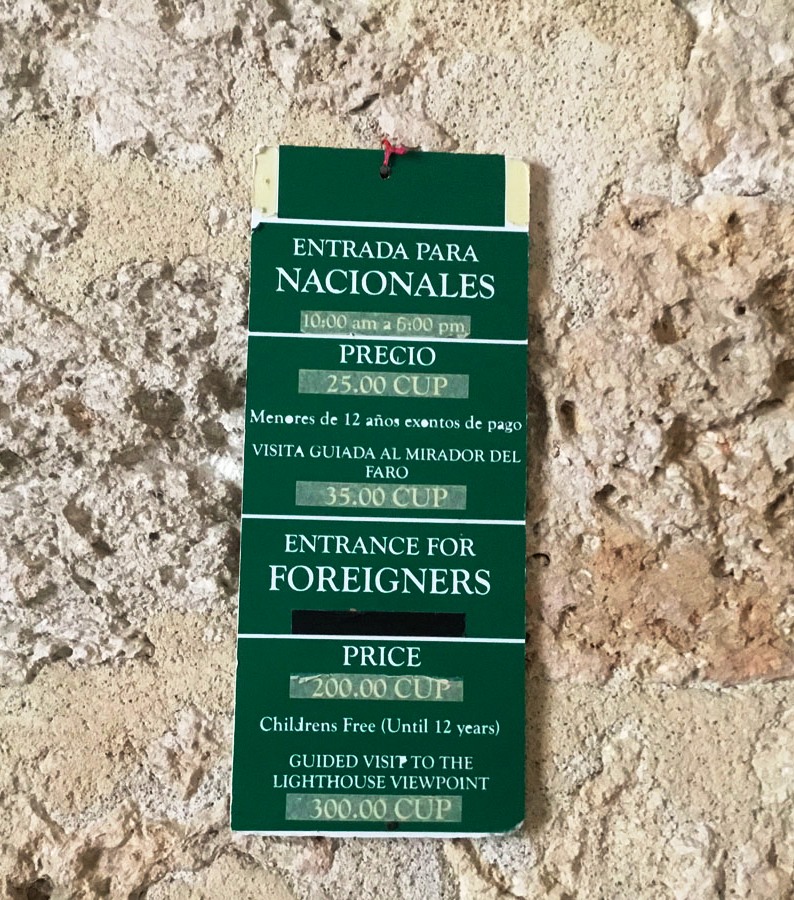 ENTRADA PARA
NACIONALES
10:00 am a 6:00 pm
PRECIO
25.00 CUP
Menores de 12 años exentos de pago
VISITA GUIADA AL MIRADOR DEL
FARO
35.00 CUP
ENTRANCE FOR
FOREIGNERS
PRICE
200.00 CUP
Childrens Free (Until 12 years)
GUIDED VISIT TO THE
LIGHTHOUSE VIEWPOINT
300.00 CUP